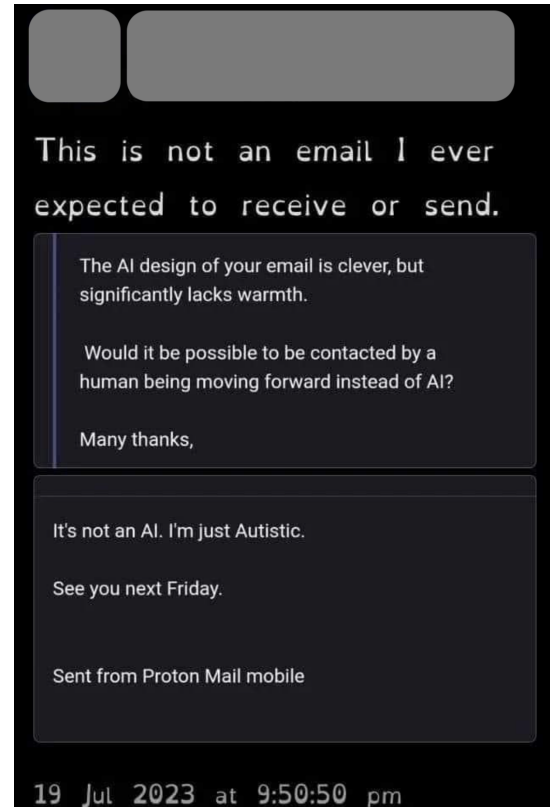 This is not an email I ever
expected to receive or send.
The AI design of your email is clever, but
significantly lacks warmth.
Would it be possible to be contacted by a
human being moving forward instead of AI?
Many thanks,
It's not an AI. I'm just Autistic.
See you next Friday.
Sent from Proton Mail mobile
19 Jul 2023 at 9:50:50 pm